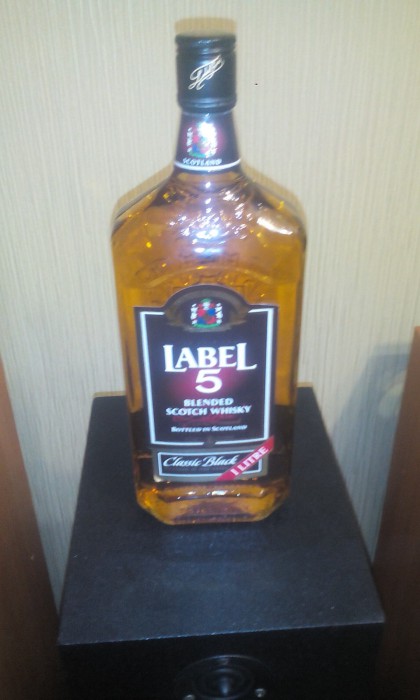 SCOTLAND
LABEL
5
BLENDED
SCOTCH WHISKY
BOTTLED IN SCOTLAND
Classic Black
1 LITRE